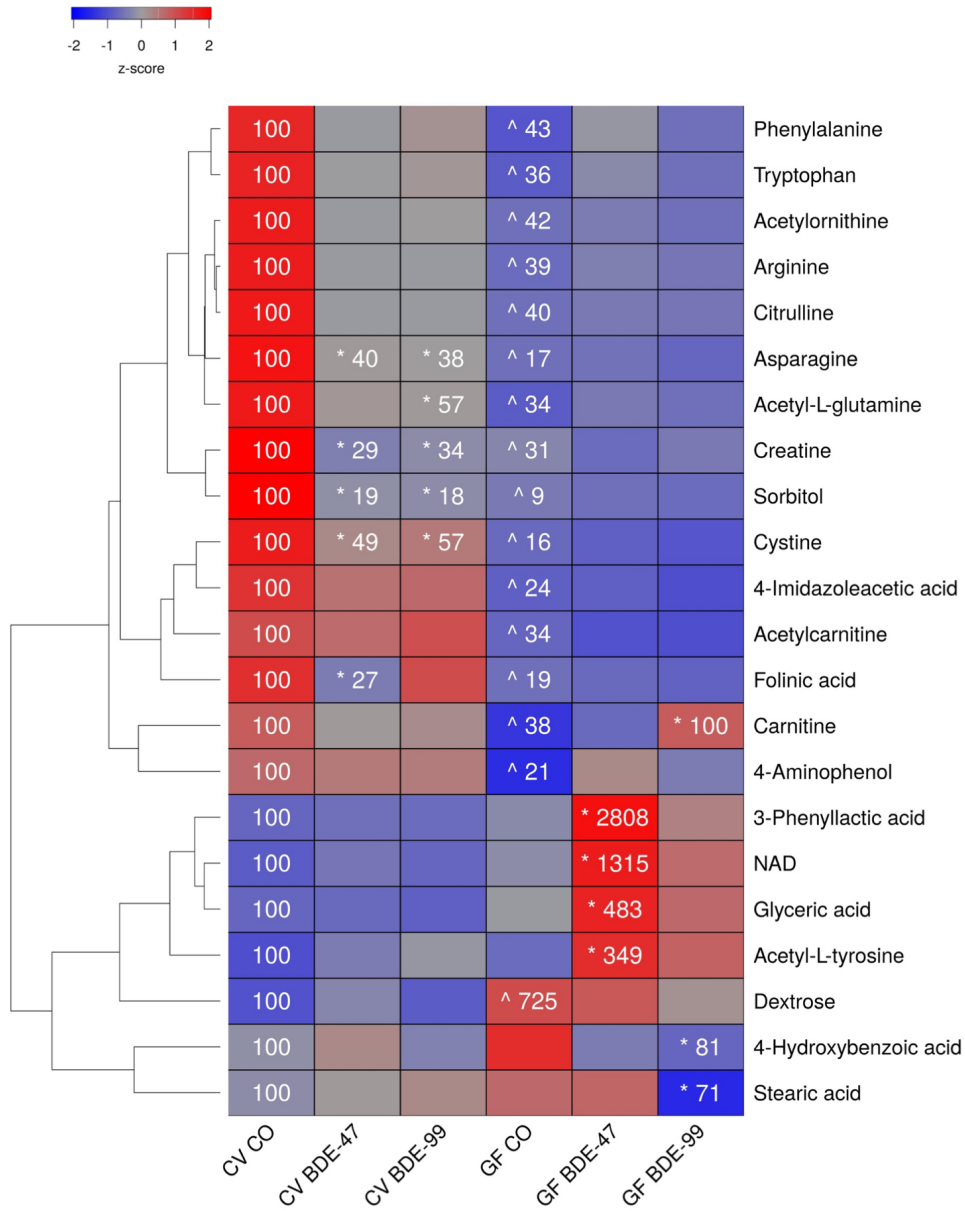 -2 -1 0 1 2
z-score
100 ^ 43 Phenylalanine
100 ^ 36 Tryptophan
100 ^ 42 Acetylornithine
100 ^ 39 Arginine
100 ^ 40 Citrulline
100 * 40 * 38 ^ 17 Asparagine
100 * 57 ^ 34 Acetyl-L-glutamine
100 * 29 * 34 ^ 31 Creatine
100 * 19 * 18 ^ 9 Sorbitol
100 * 49 * 57 ^ 16 Cystine
100 ^ 24 4-Imidazoleacetic acid
100 ^ 34 Acetylcarnitine
100 * 27 ^ 19 Folinic acid
100 ^ 38 * 100 Carnitine
100 ^ 21 4-Aminophenol
100 * 2808 3-Phenyllactic acid
100 * 1315 NAD
100 * 483 Glyceric acid
100 * 349 Acetyl-L-tyrosine
100 ^ 725 Dextrose
100 * 81 4-Hydroxybenzoic acid
100 * 71 Stearic acid
CV CO CV BDE-47 CV BDE-99 GF CO GF BDE-47 GF BDE-99